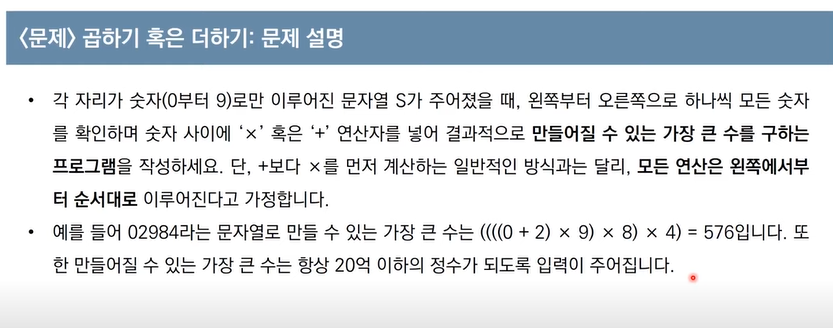 <문제> 곱하기 혹은 더하기: 문제 설명
• 각 자리가 숫자(0부터 9)로만 이루어진 문자열 S가 주어졌을 때, 왼쪽부터 오른쪽으로 하나씩 모든 숫자
를 확인하며 숫자 사이에 '×' 혹은 '+' 연산자를 넣어 결과적으로 만들어질 수 있는 가장 큰 수를 구하는
프로그램을 작성하세요. 단, +보다 ×를 먼저 계산하는 일반적인 방식과는 달리, 모든 연산은 왼쪽에서부
터 순서대로 이루어진다고 가정합니다.
• 예를 들어 02984라는 문자열로 만들 수 있는 가장 큰 수는 ((((0 + 2) × 9) × 8) × 4) = 576입니다. 또
한 만들어질 수 있는 가장 큰 수는 항상 20억 이하의 정수가 되도록 입력이 주어집니다.